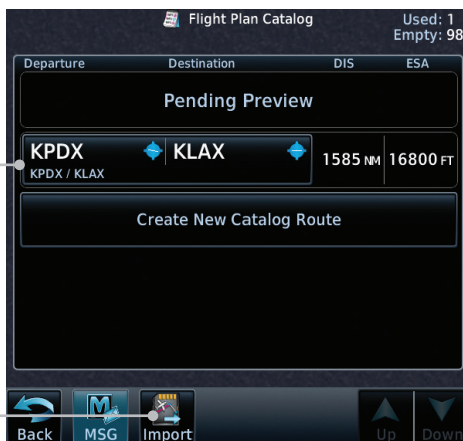 Flight Plan Catalog
Used: 1
Empty: 98
Departure Destination DIS ESA
Pending Preview
KPDX KLAX 1585 NM 16800 FT
KPDX / KLAX
Create New Catalog Route
Back MSG Import Up Down